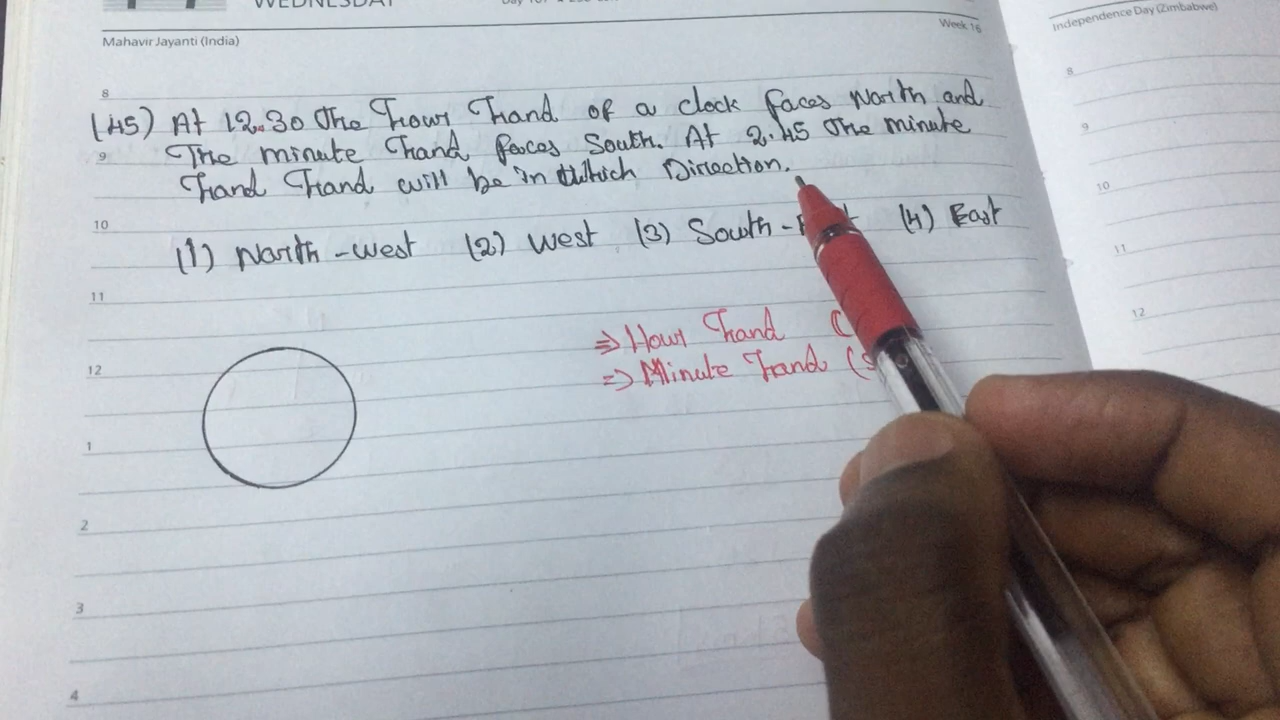 WEDNESDAY
Mahavir Jayanti (India)
Week 16
Independence Day (Zimbabwe)
8
(45) At 12.30 The Hour Hand of a clock faces North and
9
The minute Hand faces South. At 2.45 The minute
Hand Hand will be in Which Direction.
10
(1) North-west (2) West (3) South- (4) East
11
⇒ Hour Hand (
12
⇒ Minute Hand (S
1
2
3
4
8
9
10
11
12